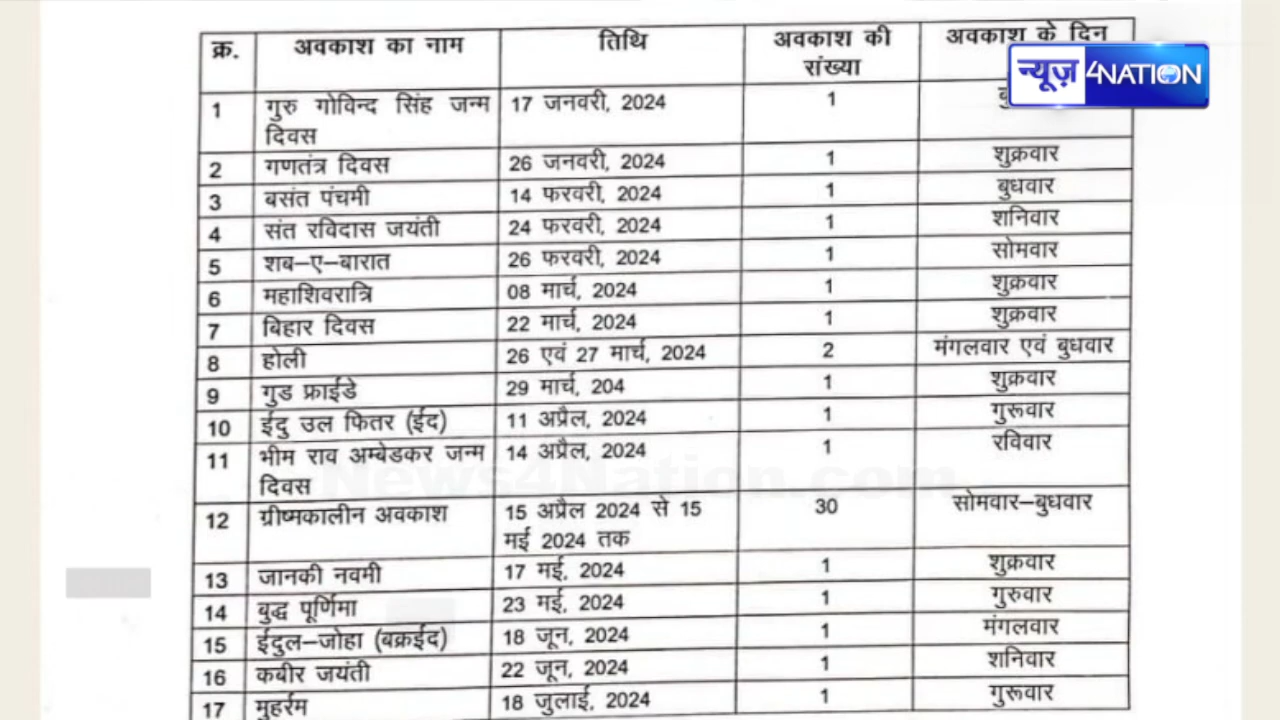 क्र. अवकाश का नाम तिथि अवकाश की संख्या अवकाश के दिन
न्यूज़ 4NATION
1 गुरु गोविन्द सिंह जन्म दिवस 17 जनवरी, 2024 1
2 गणतंत्र दिवस 26 जनवरी, 2024 1 शुक्रवार
3 बसंत पंचमी 14 फरवरी, 2024 1 बुधवार
4 संत रविदास जयंती 24 फरवरी, 2024 1 शनिवार
5 शब-ए-बारात 26 फरवरी, 2024 1 सोमवार
6 महाशिवरात्रि 08 मार्च, 2024 1 शुक्रवार
7 बिहार दिवस 22 मार्च, 2024 1 शुक्रवार
8 होली 26 एवं 27 मार्च, 2024 2 मंगलवार एवं बुधवार
9 गुड फ्राईडे 29 मार्च, 204 1 शुक्रवार
10 ईदु उल फितर (ईद) 11 अप्रैल, 2024 1 गुरूवार
11 भीम राव अम्बेडकर जन्म दिवस 14 अप्रैल, 2024 1 रविवार
News4Nation.com
12 ग्रीष्मकालीन अवकाश 15 अप्रैल 2024 से 15 मई 2024 तक 30 सोमवार-बुधवार
13 जानकी नवमी 17 मई, 2024 1 शुक्रवार
14 बुद्ध पूर्णिमा 23 मई, 2024 1 गुरुवार
15 ईदुल-जोहा (बक्रईद) 18 जून, 2024 1 मंगलवार
16 कबीर जयंती 22 जून, 2024 1 शनिवार
17 मुहर्रम 18 जुलाई, 2024 1 गुरूवार